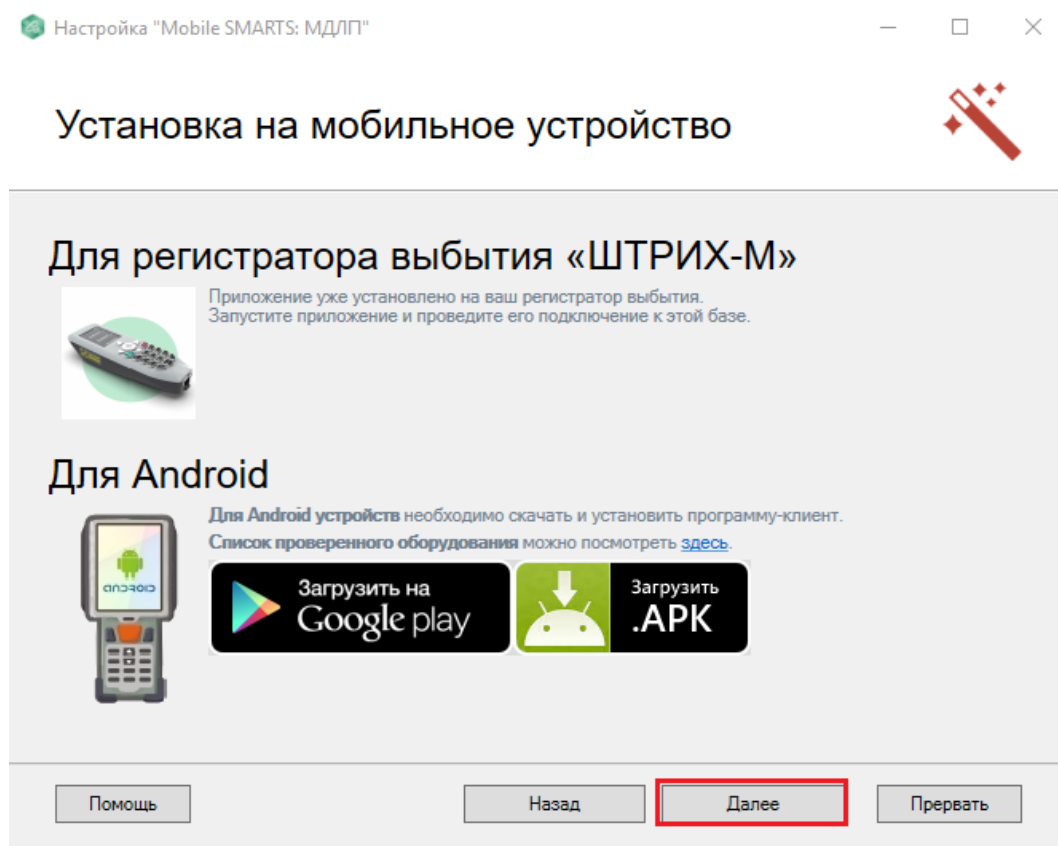 Настройка "Mobile SMARTS: МДЛП"
Установка на мобильное устройство
Для регистратора выбытия «ШТРИХ-М»
Приложение уже установлено на ваш регистратор выбытия.
Запустите приложение и проведите его подключение к этой базе.
Для Android
Для Android устройств необходимо скачать и установить программу-клиент.
Список проверенного оборудования можно посмотреть здесь.
android
Загрузить на
Google play
Загрузить
.APK
Помощь
Назад
Далее
Прервать